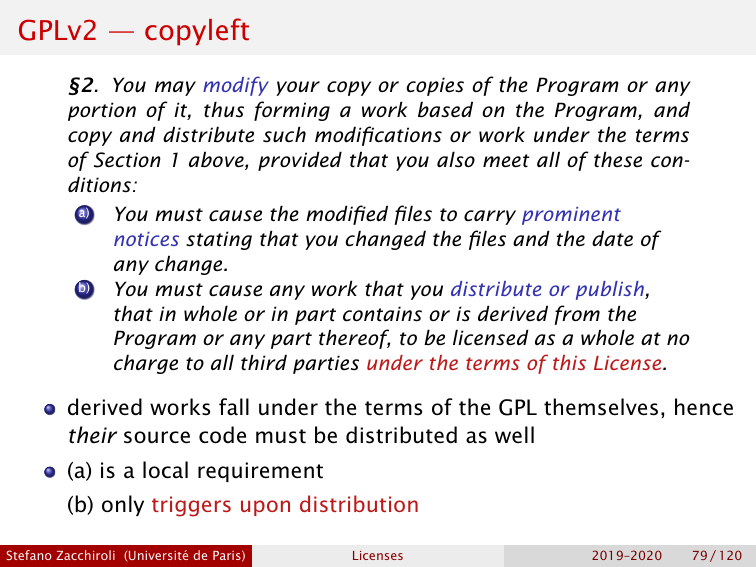 GPLv2 — copyleft
§2. You may modify your copy or copies of the Program or any
portion of it, thus forming a work based on the Program, and
copy and distribute such modifications or work under the terms
of Section 1 above, provided that you also meet all of these con-
ditions:
a) You must cause the modified files to carry prominent
notices stating that you changed the files and the date of
any change.
b) You must cause any work that you distribute or publish,
that in whole or in part contains or is derived from the
Program or any part thereof, to be licensed as a whole at no
charge to all third parties under the terms of this License.
derived works fall under the terms of the GPL themselves, hence
their source code must be distributed as well
(a) is a local requirement
(b) only triggers upon distribution
Stefano Zacchiroli (Université de Paris) Licenses 2019–2020 79 / 120